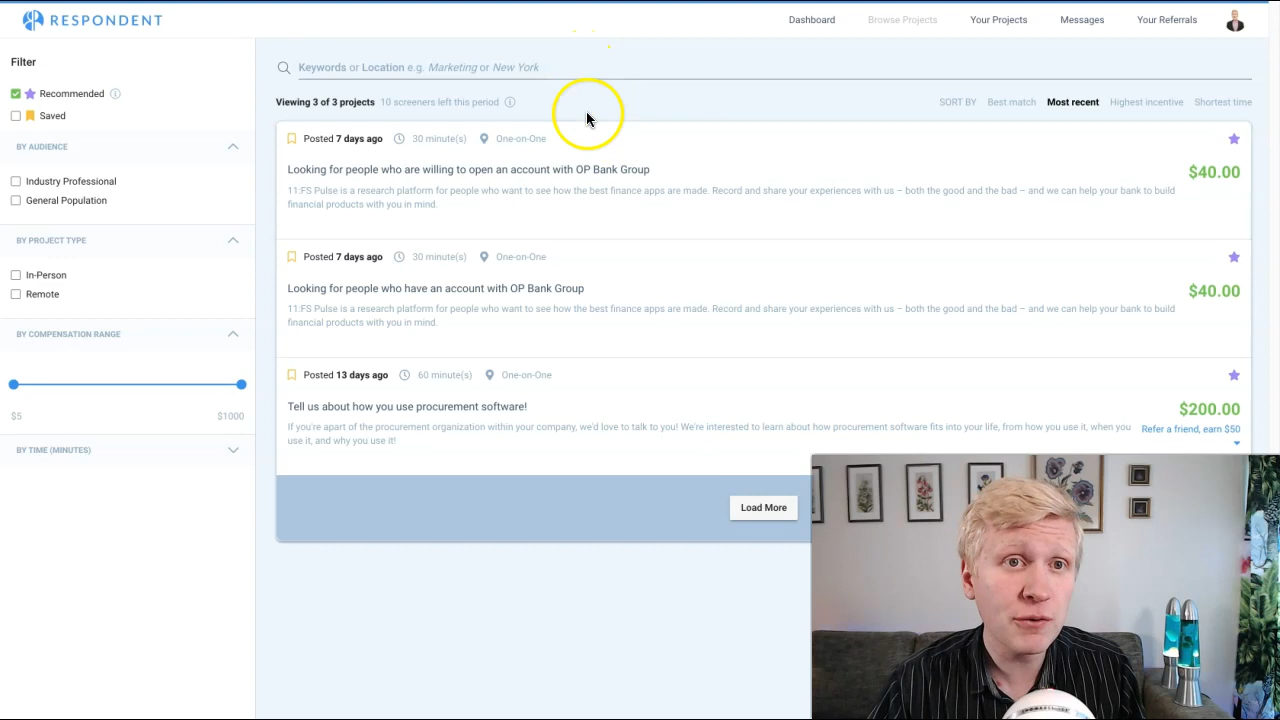 RESPONDENT
Dashboard
Browse Projects
Your Projects
Messages
Your Referrals
Filter
Recommended
Saved
BY AUDIENCE
Industry Professional
General Population
BY PROJECT TYPE
In-Person
Remote
BY COMPENSATION RANGE
$5 $1000
BY TIME (MINUTES)
Keywords or Location e.g. Marketing or New York
Viewing 3 of 3 projects 10 screeners left this period
SORT BY Best match Most recent Highest incentive Shortest time
Posted 7 days ago 30 minute(s) One-on-One
Looking for people who are willing to open an account with OP Bank Group
$40.00
11:FS Pulse is a research platform for people who want to see how the best finance apps are made. Record and share your experiences with us – both the good and the bad – and we can help your bank to build
financial products with you in mind.
Posted 7 days ago 30 minute(s) One-on-One
Looking for people who have an account with OP Bank Group
$40.00
11:FS Pulse is a research platform for people who want to see how the best finance apps are made. Record and share your experiences with us – both the good and the bad – and we can help your bank to build
financial products with you in mind.
Posted 13 days ago 60 minute(s) One-on-One
Tell us about how you use procurement software!
$200.00
If you're apart of the procurement organization within your company, we'd love to talk to you! We're interested to learn about how procurement software fits into your life, from how you use it, when you
use it, and why you use it!
Refer a friend, earn $50
Load More